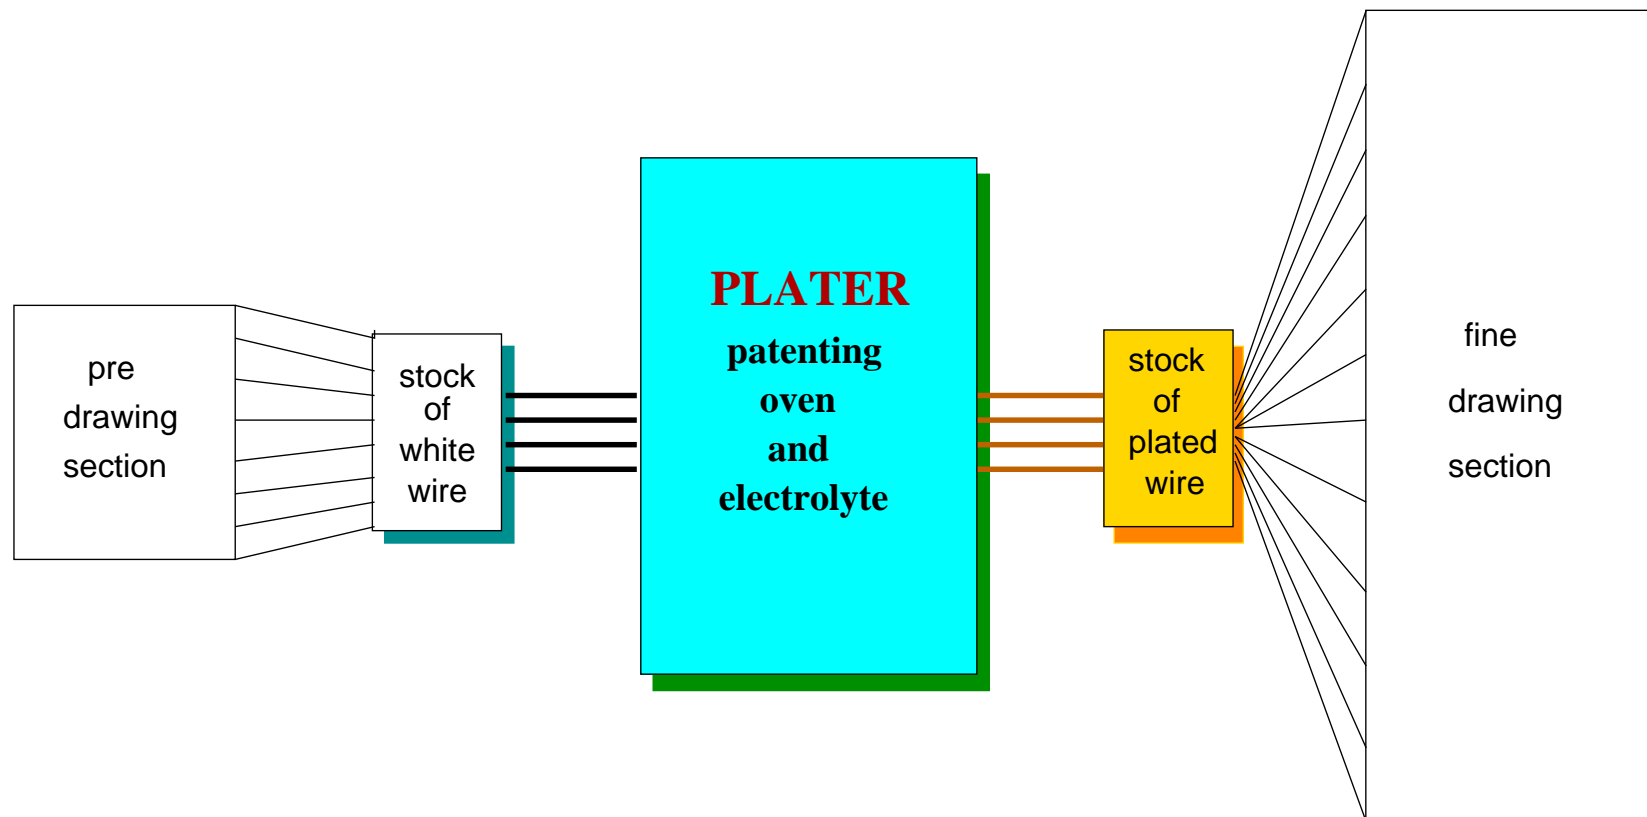 pre
drawing
section
stock
of
white
wire
PLATER
patenting
oven
and
electrolyte
stock
of
plated
wire
fine
drawing
section